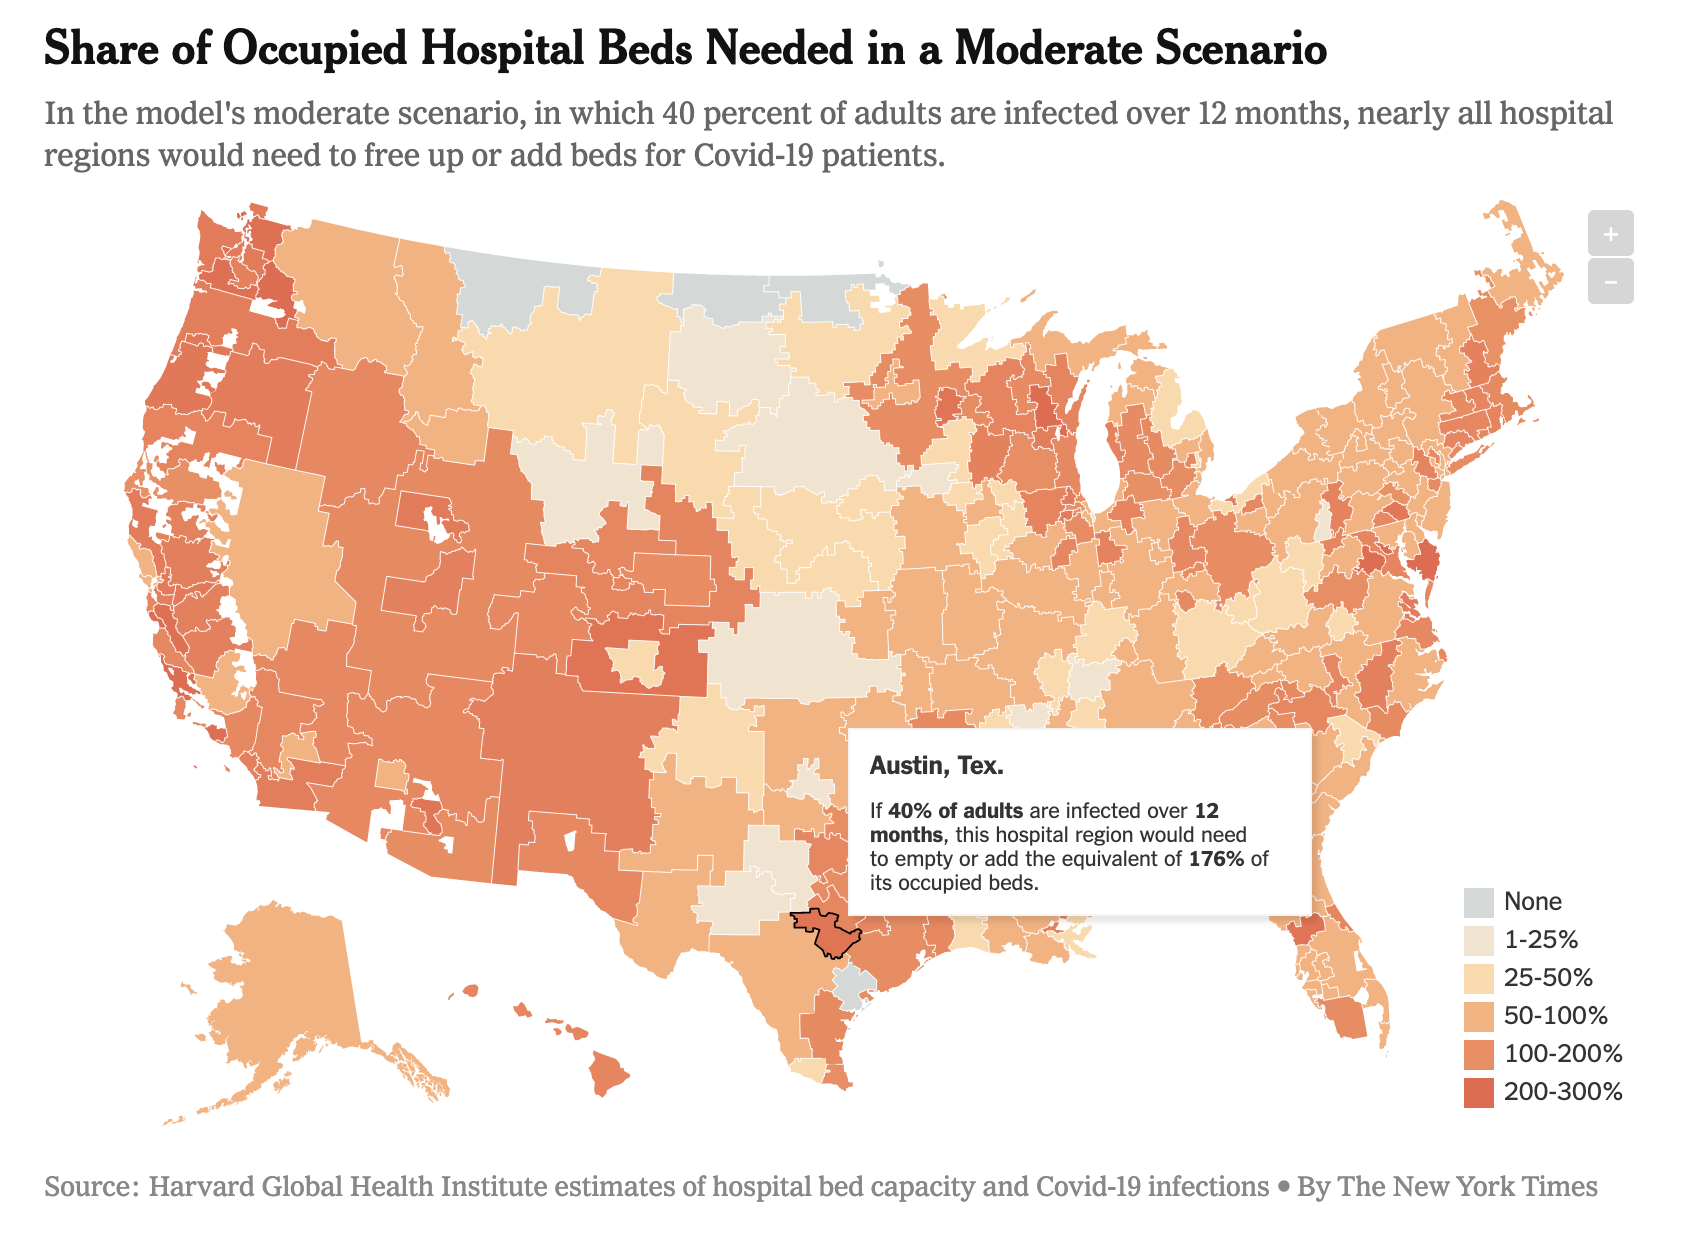 Share of Occupied Hospital Beds Needed in a Moderate Scenario
In the model's moderate scenario, in which 40 percent of adults are infected over 12 months, nearly all hospital
regions would need to free up or add beds for Covid-19 patients.
+
−
Austin, Tex.
If 40% of adults are infected over 12
months, this hospital region would need
to empty or add the equivalent of 176% of
its occupied beds.
None
1-25%
25-50%
50-100%
100-200%
200-300%
Source: Harvard Global Health Institute estimates of hospital bed capacity and Covid-19 infections • By The New York Times